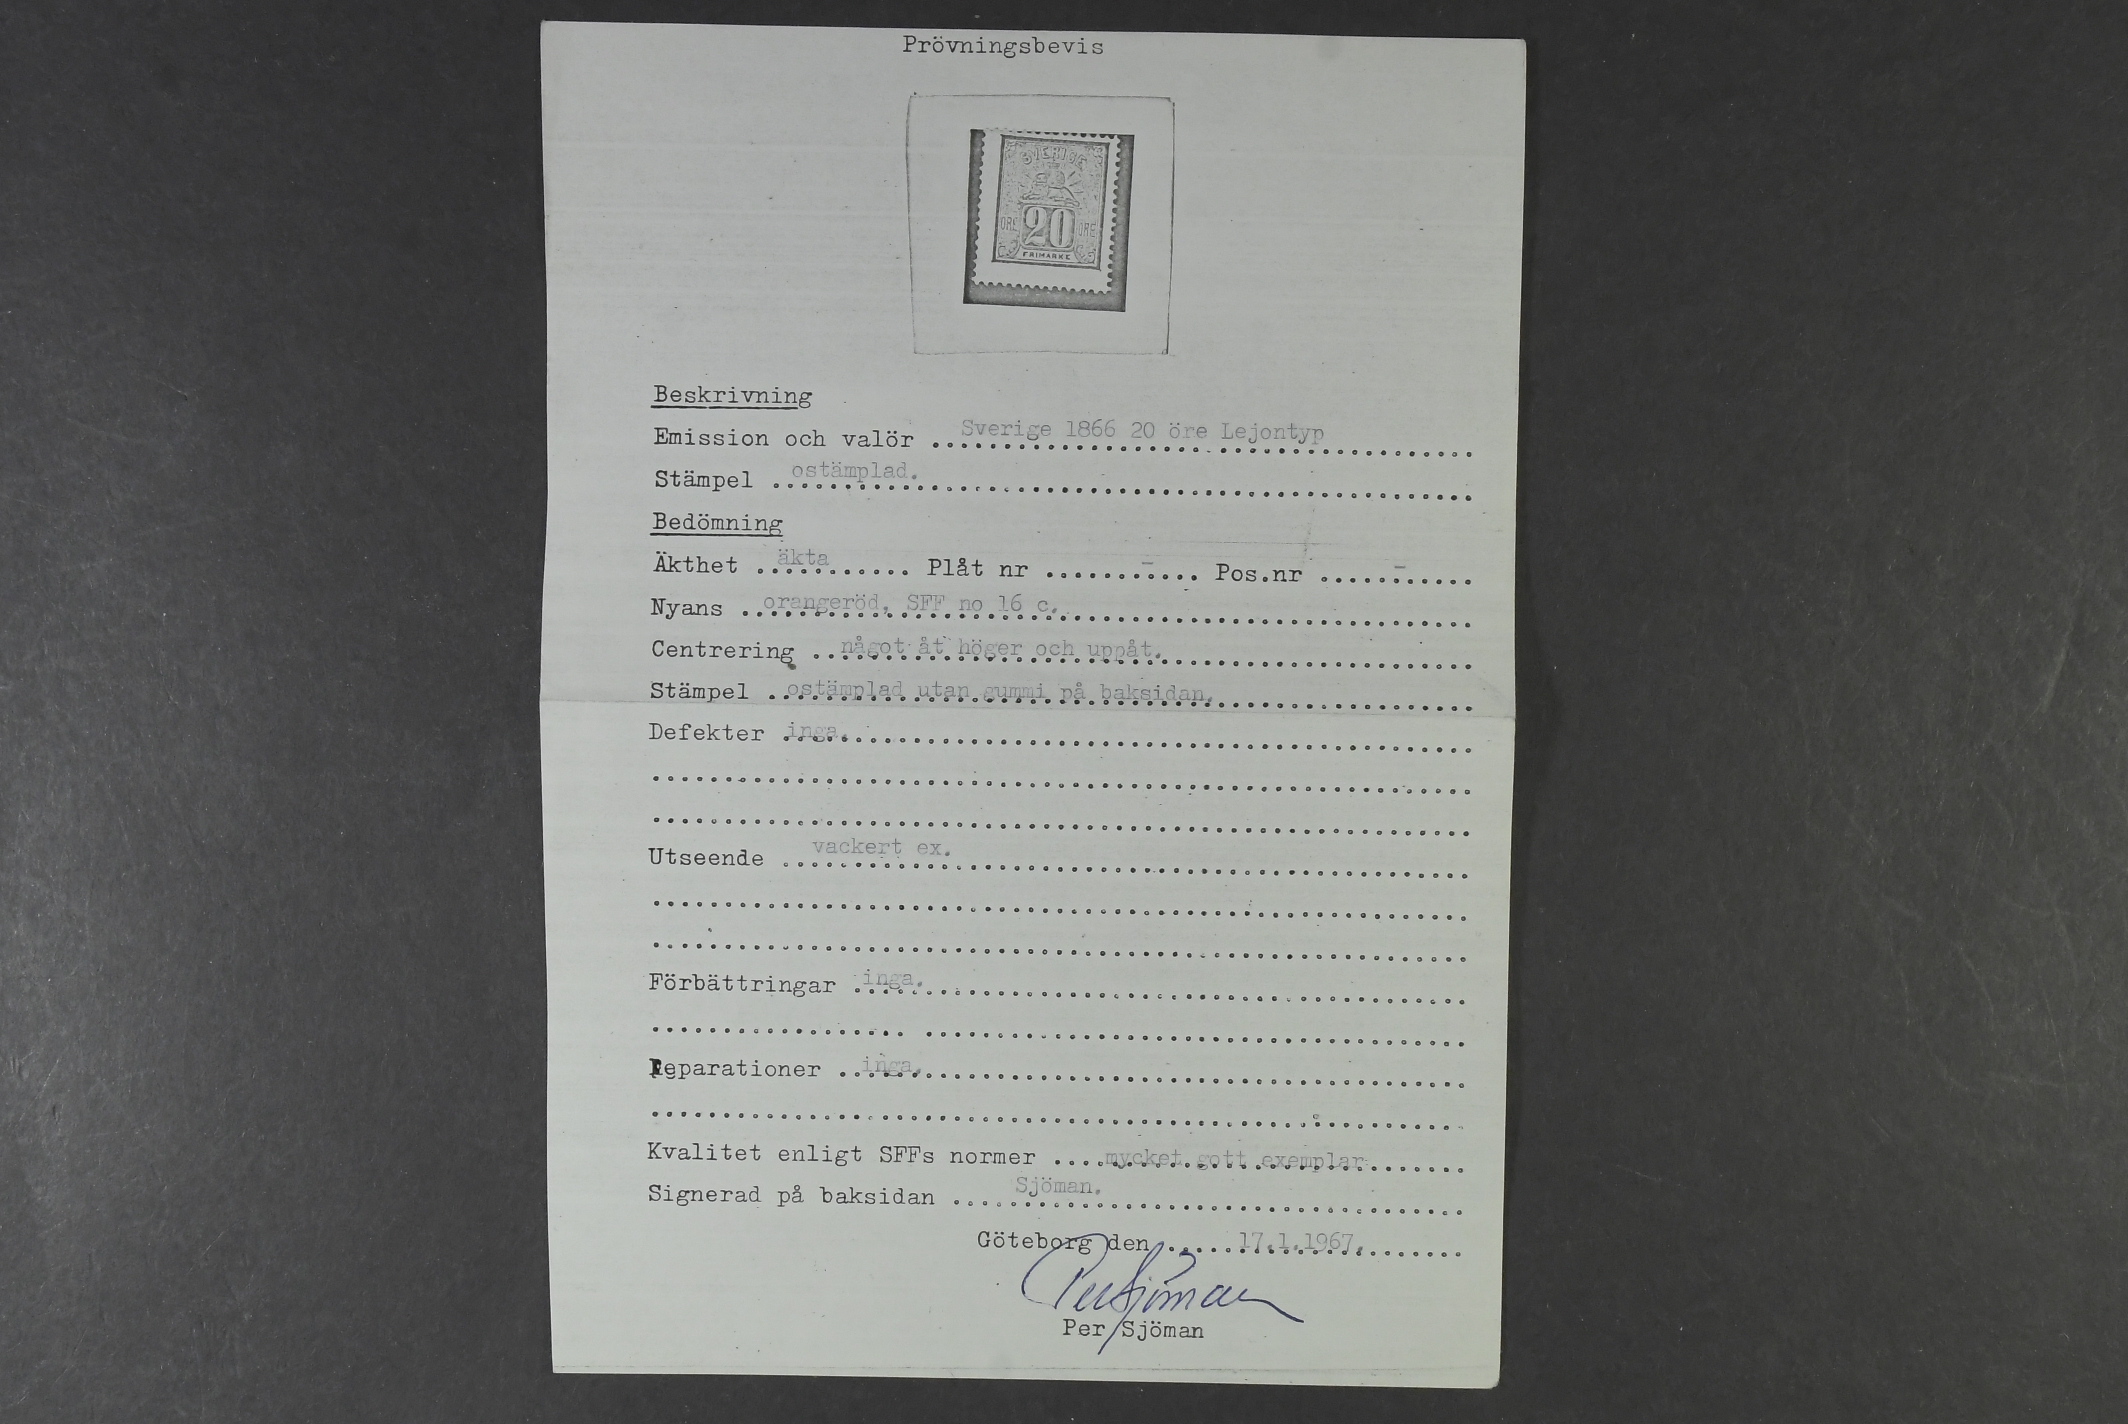 Prövningsbevis
SVERIGE
ÖRE 20 ÖRE
FRIMÄRKE
Beskrivning
Emission och valör Sverige 1866 20 öre Lejontyp
Stämpel ostämplad.
Bedömning
Äkthet äkta Plåt nr - Pos.nr -
Nyans orangeröd, SFF no 16 c.
Centrering något åt höger och uppåt.
Stämpel ostämplad utan gummi på baksidan.
Defekter inga.
Utseende vackert ex.
Förbättringar inga.
Reparationer inga.
Kvalitet enligt SFFs normer mycket gott exemplar
Signerad på baksidan Sjöman.
Göteborg den 17.1.1967.
Per Sjöman
Per Sjöman